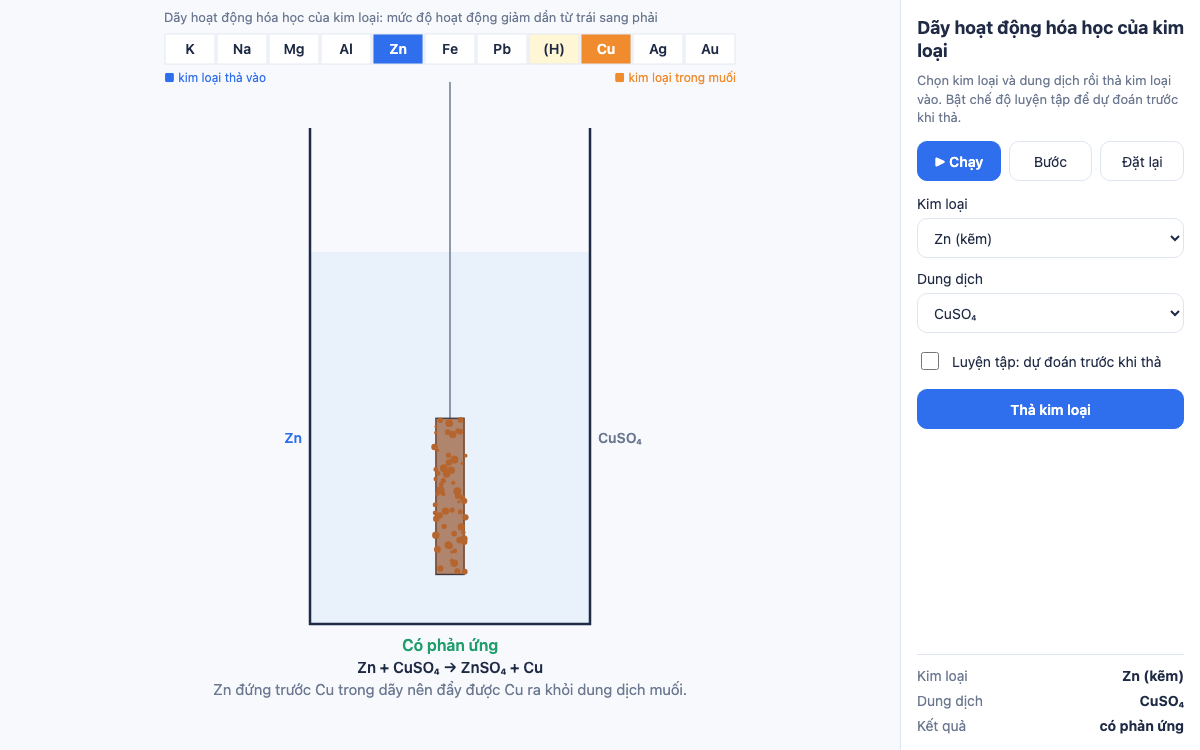 Dãy hoạt động hóa học của kim loại: mức độ hoạt động giảm dần từ trái sang phải
K Na Mg Al Zn Fe Pb (H) Cu Ag Au
kim loại thả vào
kim loại trong muối
Zn
CuSO₄
Có phản ứng
Zn + CuSO₄ → ZnSO₄ + Cu
Zn đứng trước Cu trong dãy nên đẩy được Cu ra khỏi dung dịch muối.
Dãy hoạt động hóa học của kim
loại
Chọn kim loại và dung dịch rồi thả kim loại
vào. Bật chế độ luyện tập để dự đoán trước
khi thả.
▶ Chạy
Bước
Đặt lại
Kim loại
Zn (kẽm)
Dung dịch
CuSO₄
Luyện tập: dự đoán trước khi thả
Thả kim loại
Kim loại Zn (kẽm)
Dung dịch CuSO₄
Kết quả có phản ứng